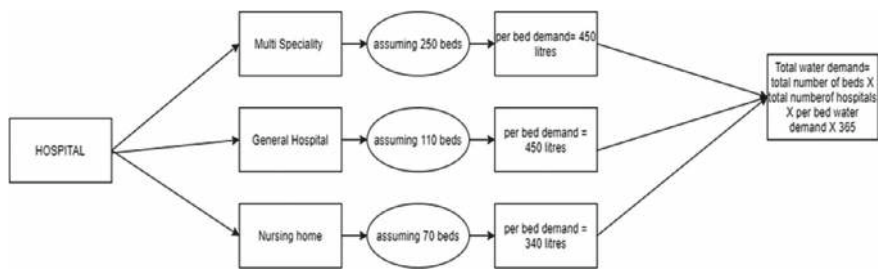 HOSPITAL
Multi Speciality
assuming 250 beds
per bed demand= 450
litres
General Hospital
assuming 110 beds
per bed demand =
450 litres
Nursing home
assuming 70 beds
per bed demand =
340 litres
Total water demand=
total number of beds X
total numberof hospitals
X per bed water
demand X 365